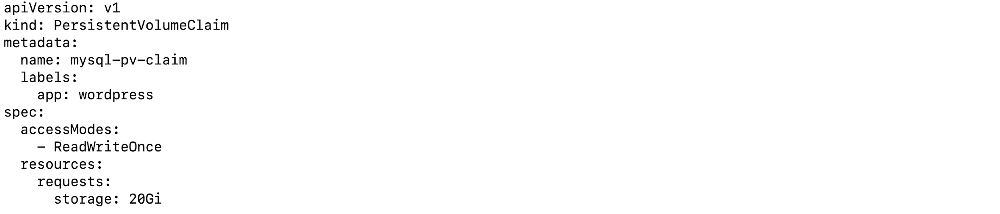 apiVersion: v1
kind: PersistentVolumeClaim
metadata:
  name: mysql-pv-claim
  labels:
    app: wordpress
spec:
  accessModes:
    - ReadWriteOnce
  resources:
    requests:
      storage: 20Gi